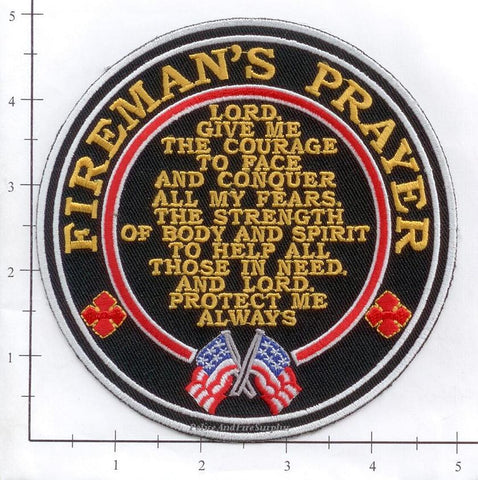 FIREMAN'S PRAYER
LORD,
GIVE ME
THE COURAGE
TO FACE
AND CONQUER
ALL MY FEARS.
THE STRENGTH
OF BODY AND SPIRIT
TO HELP ALL
THOSE IN NEED.
AND LORD,
PROTECT ME
ALWAYS
PoliceAndFireSurplus
5
4
3
2
1
1 2 3 4 5